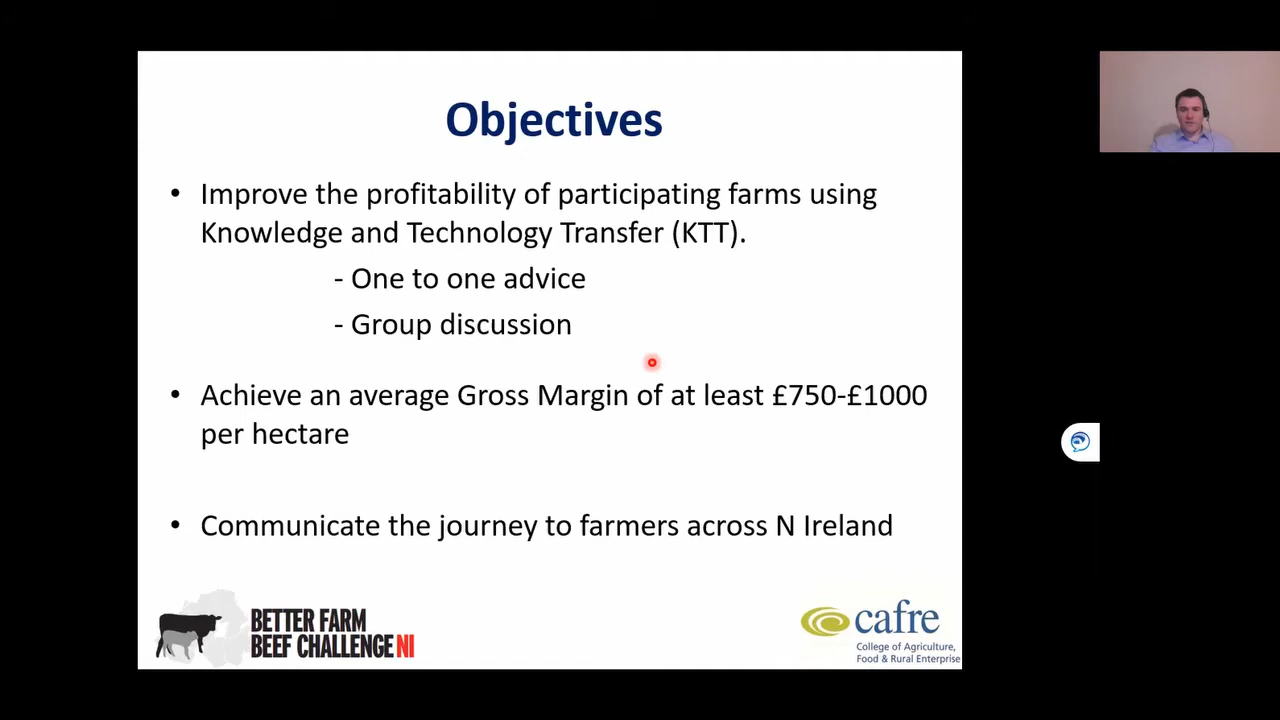 Objectives
• Improve the profitability of participating farms using
Knowledge and Technology Transfer (KTT).
- One to one advice
- Group discussion
• Achieve an average Gross Margin of at least £750-£1000
per hectare
• Communicate the journey to farmers across N Ireland
BETTER FARM
BEEF CHALLENGE NI
cafre
College of Agriculture,
Food & Rural Enterprise